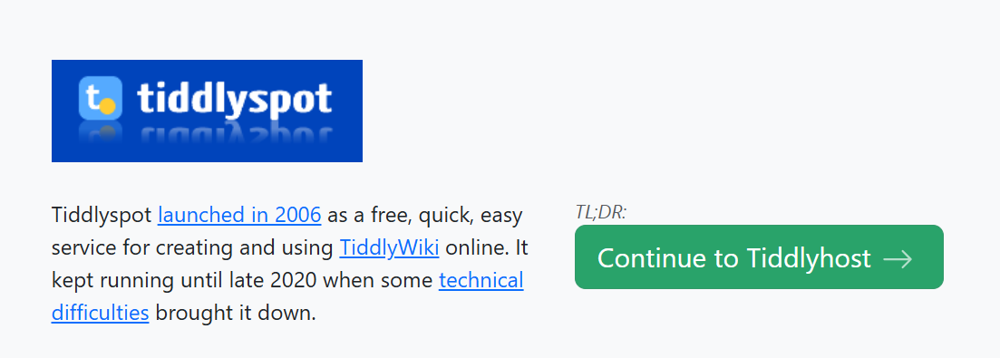 t. tiddlyspot
Tiddlyspot launched in 2006 as a free, quick, easy
service for creating and using TiddlyWiki online. It
kept running until late 2020 when some technical
difficulties brought it down.
TL;DR:
Continue to Tiddlyhost →